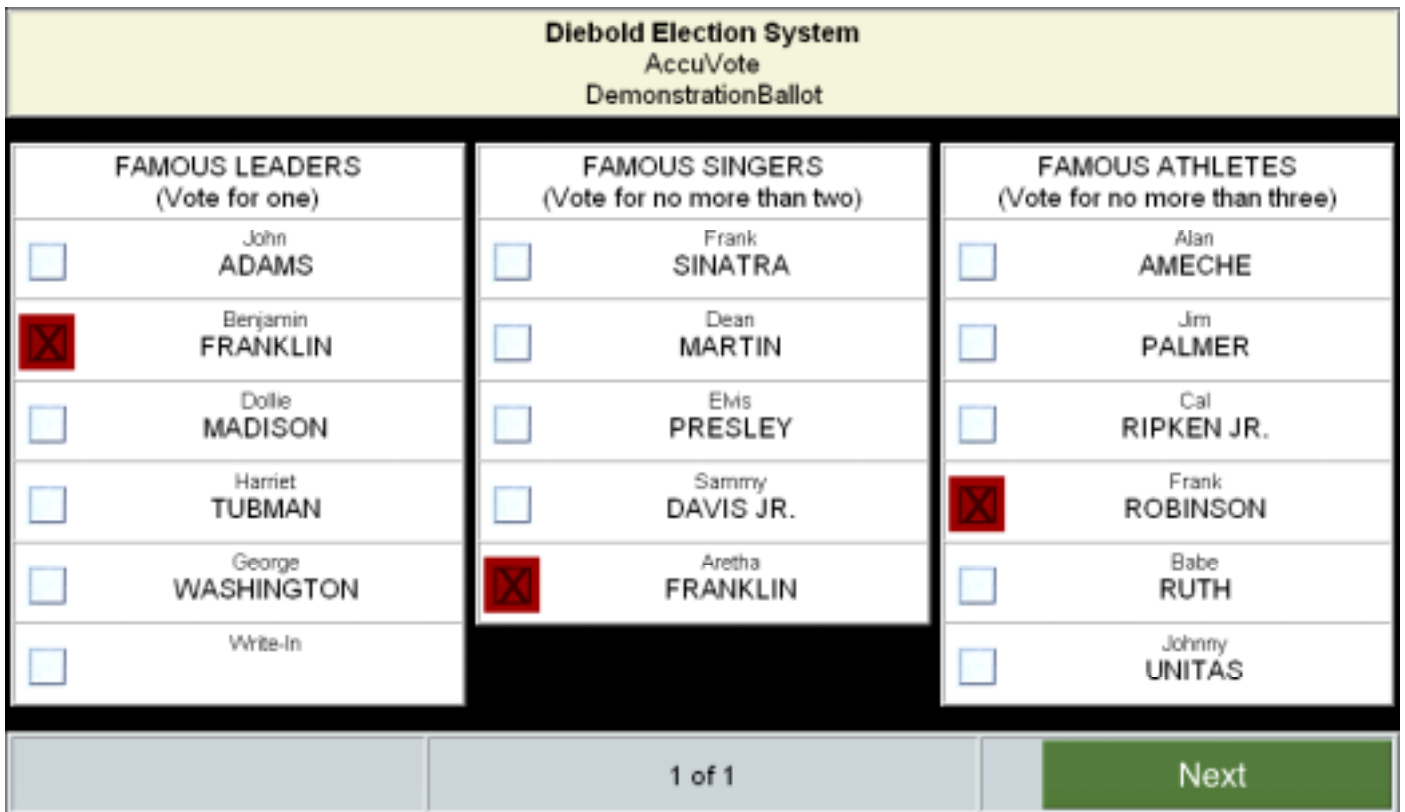 Diebold Election System
AccuVote
DemonstrationBallot
FAMOUS LEADERS
(Vote for one)
John
ADAMS
Benjamin
FRANKLIN
Dollie
MADISON
Harriet
TUBMAN
George
WASHINGTON
Write-In
FAMOUS SINGERS
(Vote for no more than two)
Frank
SINATRA
Dean
MARTIN
Elvis
PRESLEY
Sammy
DAVIS JR.
Aretha
FRANKLIN
FAMOUS ATHLETES
(Vote for no more than three)
Alan
AMECHE
Jim
PALMER
Cal
RIPKEN JR.
Frank
ROBINSON
Babe
RUTH
Johnny
UNITAS
1 of 1
Next